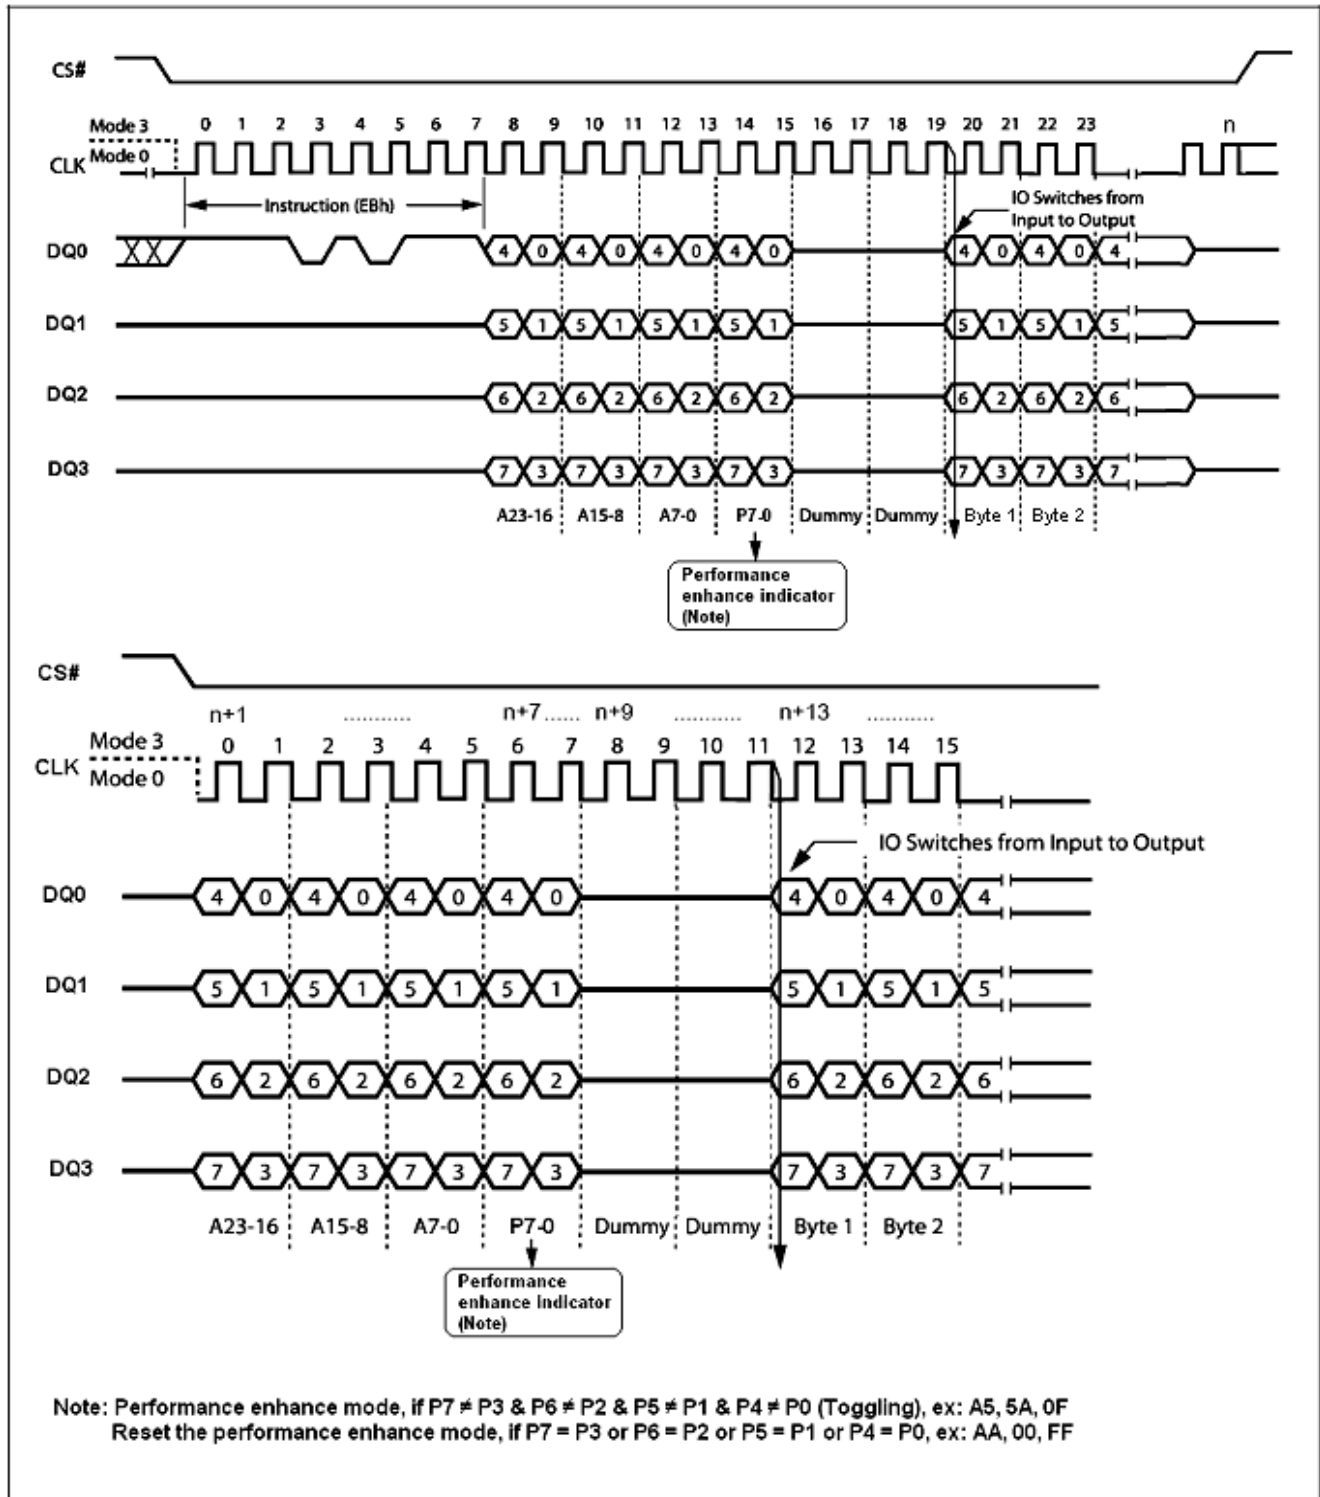 CS#
Mode 3
0 1 2 3 4 5 6 7 8 9 10 11 12 13 14 15 16 17 18 19 20 21 22 23 n
CLK Mode 0
Instruction (EBh)
IO Switches from
Input to Output
DQ0 4 0 4 0 4 0 4 0 4 0 4 0 4
DQ1 5 1 5 1 5 1 5 1 5 1 5 1 5
DQ2 6 2 6 2 6 2 6 2 6 2 6 2 6
DQ3 7 3 7 3 7 3 7 3 7 3 7 3 7
A23-16 A15-8 A7-0 P7-0 Dummy Dummy Byte 1 Byte 2
Performance
enhance indicator
(Note)
CS#
n+1 ........... n+7 ...... n+9 ........... n+13 ...........
Mode 3 0 1 2 3 4 5 6 7 8 9 10 11 12 13 14 15
CLK Mode 0
IO Switches from Input to Output
DQ0 4 0 4 0 4 0 4 0 4 0 4 0 4
DQ1 5 1 5 1 5 1 5 1 5 1 5 1 5
DQ2 6 2 6 2 6 2 6 2 6 2 6 2 6
DQ3 7 3 7 3 7 3 7 3 7 3 7 3 7
A23-16 A15-8 A7-0 P7-0 Dummy Dummy Byte 1 Byte 2
Performance
enhance indicator
(Note)
Note: Performance enhance mode, if P7 ≠ P3 & P6 ≠ P2 & P5 ≠ P1 & P4 ≠ P0 (Toggling), ex: A5, 5A, 0F
Reset the performance enhance mode, if P7 = P3 or P6 = P2 or P5 = P1 or P4 = P0, ex: AA, 00, FF